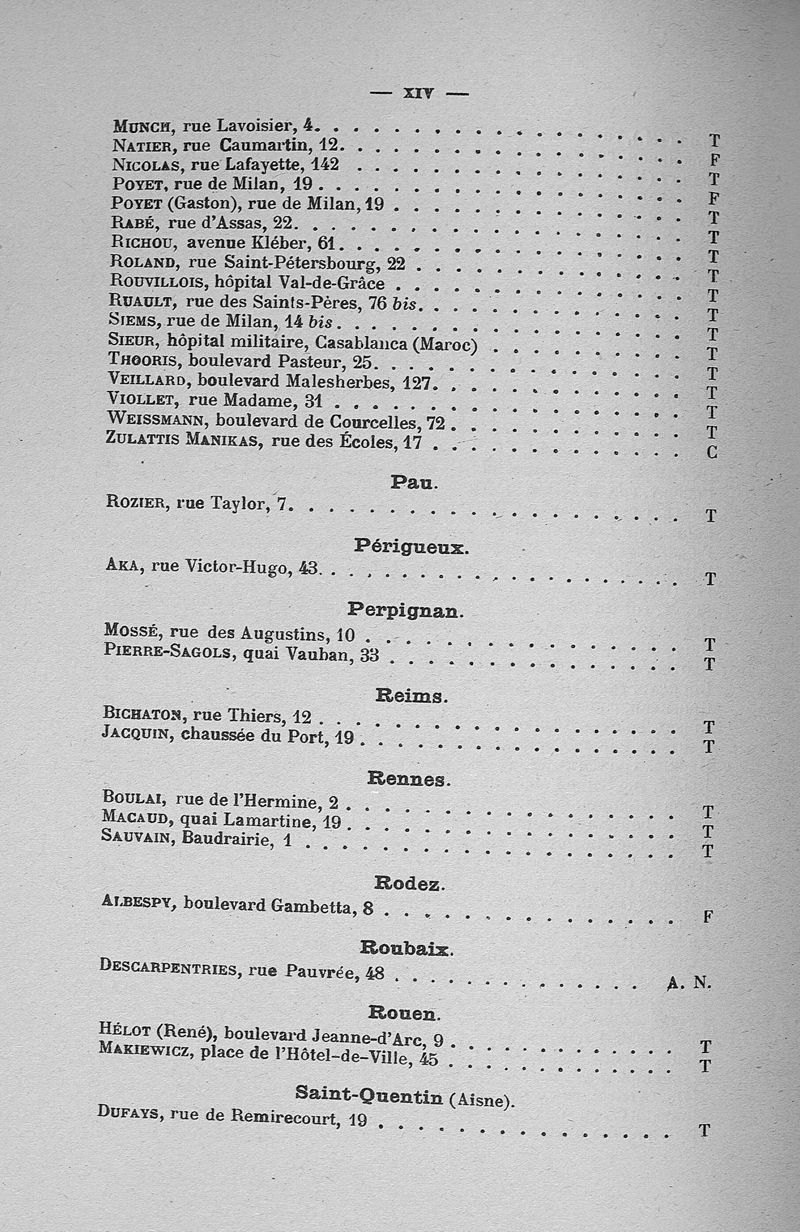 — XIV —
MUNCH, rue Lavoisier, 4. . . . . . . . . . . . . . . . . . . T
NATIER, rue Caumartin, 12. . . . . . . . . . . . . . . . . . F
NICOLAS, rue Lafayette, 142 . . . . . . . . . . . . . . . . . T
POYET, rue de Milan, 19 . . . . . . . . . . . . . . . . . . . F
POYET (Gaston), rue de Milan, 19 . . . . . . . . . . . . . . . T
RABÉ, rue d'Assas, 22. . . . . . . . . . . . . . . . . . . . T
RICHOU, avenue Kléber, 61. . . . . . . . . . . . . . . . . . T
ROLAND, rue Saint-Pétersbourg, 22 . . . . . . . . . . . . . . T
ROUVILLOIS, hôpital Val-de-Grâce . . . . . . . . . . . . . . . T
RUAULT, rue des Saints-Pères, 76 bis. . . . . . . . . . . . . . T
SIEMS, rue de Milan, 14 bis . . . . . . . . . . . . . . . . . . T
SIEUR, hôpital militaire, Casablanca (Maroc) . . . . . . . . . . T
THOORIS, boulevard Pasteur, 25. . . . . . . . . . . . . . . . T
VEILLARD, boulevard Malesherbes, 127. . . . . . . . . . . . . T
VIOLLET, rue Madame, 31 . . . . . . . . . . . . . . . . . . T
WEISSMANN, boulevard de Courcelles, 72 . . . . . . . . . . . . T
ZULATTIS MANIKAS, rue des Écoles, 17 . . . . . . . . . . . . . C
Pau.
ROZIER, rue Taylor, 7. . . . . . . . . . . . . . . . . . . . T
Périgueux.
AKA, rue Victor-Hugo, 43. . . . . . . . . . . . . . . . . . . T
Perpignan.
MOSSÉ, rue des Augustins, 10 . . . . . . . . . . . . . . . . . T
PIERRE-SAGOLS, quai Vauban, 33 . . . . . . . . . . . . . . . T
Reims.
BICHATON, rue Thiers, 12 . . . . . . . . . . . . . . . . . . . T
JACQUIN, chaussée du Port, 19 . . . . . . . . . . . . . . . . . T
Rennes.
BOULAI, rue de l'Hermine, 2 . . . . . . . . . . . . . . . . . T
MACAUD, quai Lamartine, 19 . . . . . . . . . . . . . . . . . T
SAUVAIN, Baudrairie, 1 . . . . . . . . . . . . . . . . . . . T
Rodez.
ALBESPY, boulevard Gambetta, 8 . . . . . . . . . . . . . . . F
Roubaix.
DESCARPENTRIES, rue Pauvrée, 48 . . . . . . . . . . . . . A. N.
Rouen.
HÉLOT (René), boulevard Jeanne-d'Arc, 9 . . . . . . . . . . . . T
MAKIEWICZ, place de l'Hôtel-de-Ville, 45 . . . . . . . . . . . . T
Saint-Quentin (Aisne).
DUFAYS, rue de Remirecourt, 19 . . . . . . . . . . . . . . . T